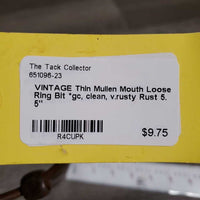 The Tack Collector
651096-23
VINTAGE Thin Mullen Mouth Loose
Ring Bit *gc, clean, v.rusty Rust 5.
5"
$9.75
R4CUPK